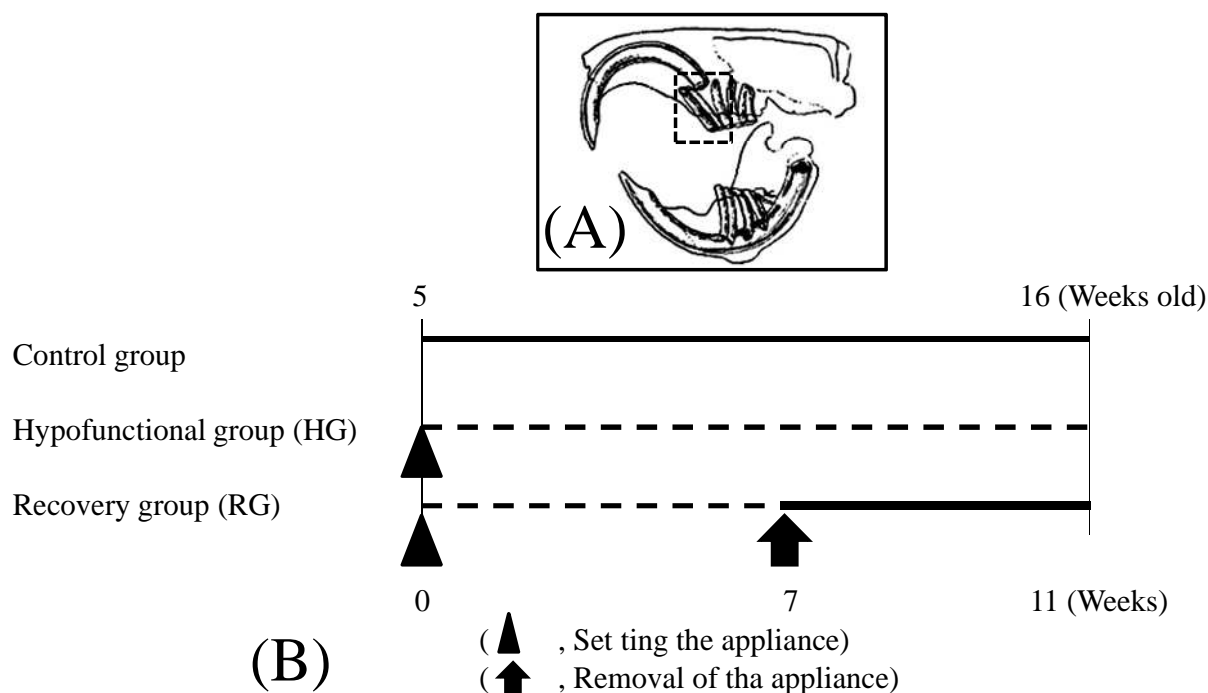 (A)
5 16 (Weeks old)
Control group
Hypofunctional group (HG)
Recovery group (RG)
0 7 11 (Weeks)
(B)
( , Set ting the appliance)
( , Removal of tha appliance)